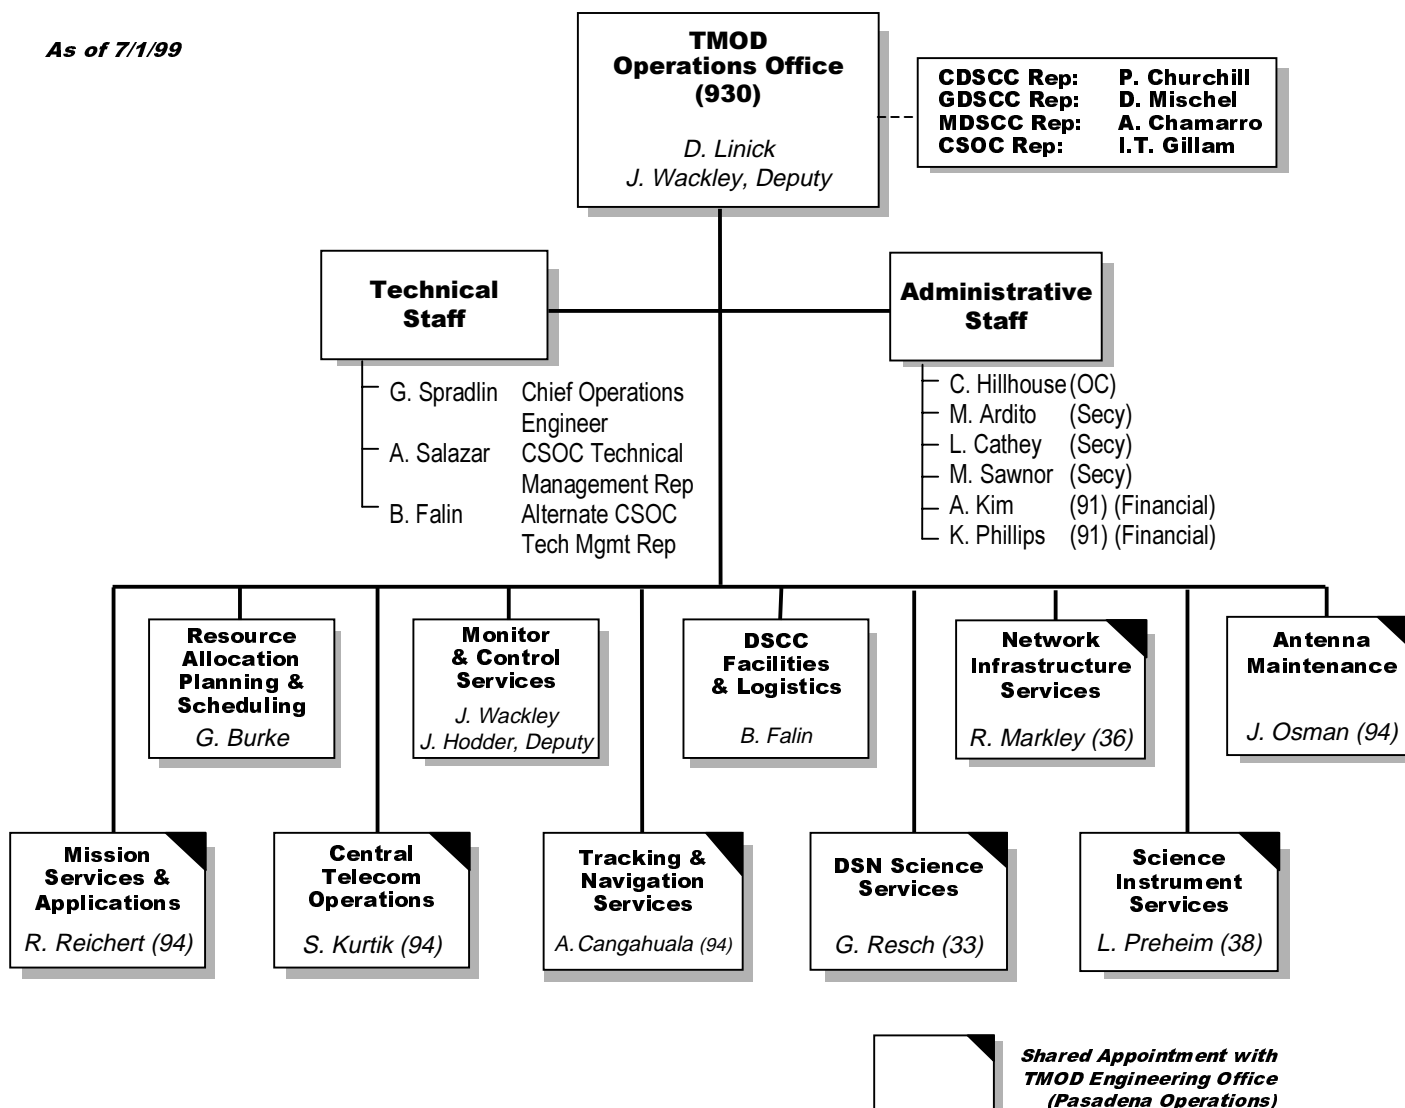 As of 7/1/99
TMOD
Operations Office
(930)
D. Linick
J. Wackley, Deputy
CDSCC Rep: P. Churchill
GDSCC Rep: D. Mischel
MDSCC Rep: A. Chamarro
CSOC Rep: I.T. Gillam
Technical
Staff
G. Spradlin Chief Operations
Engineer
A. Salazar CSOC Technical
Management Rep
B. Falin Alternate CSOC
Tech Mgmt Rep
Administrative
Staff
C. Hillhouse (OC)
M. Ardito (Secy)
L. Cathey (Secy)
M. Sawnor (Secy)
A. Kim (91) (Financial)
K. Phillips (91) (Financial)
Resource
Allocation
Planning &
Scheduling
G. Burke
Monitor
& Control
Services
J. Wackley
J. Hodder, Deputy
DSCC
Facilities
& Logistics
B. Falin
Network
Infrastructure
Services
R. Markley (36)
Antenna
Maintenance
J. Osman (94)
Mission
Services &
Applications
R. Reichert (94)
Central
Telecom
Operations
S. Kurtik (94)
Tracking &
Navigation
Services
A. Cangahuala (94)
DSN Science
Services
G. Resch (33)
Science
Instrument
Services
L. Preheim (38)
Shared Appointment with
TMOD Engineering Office
(Pasadena Operations)